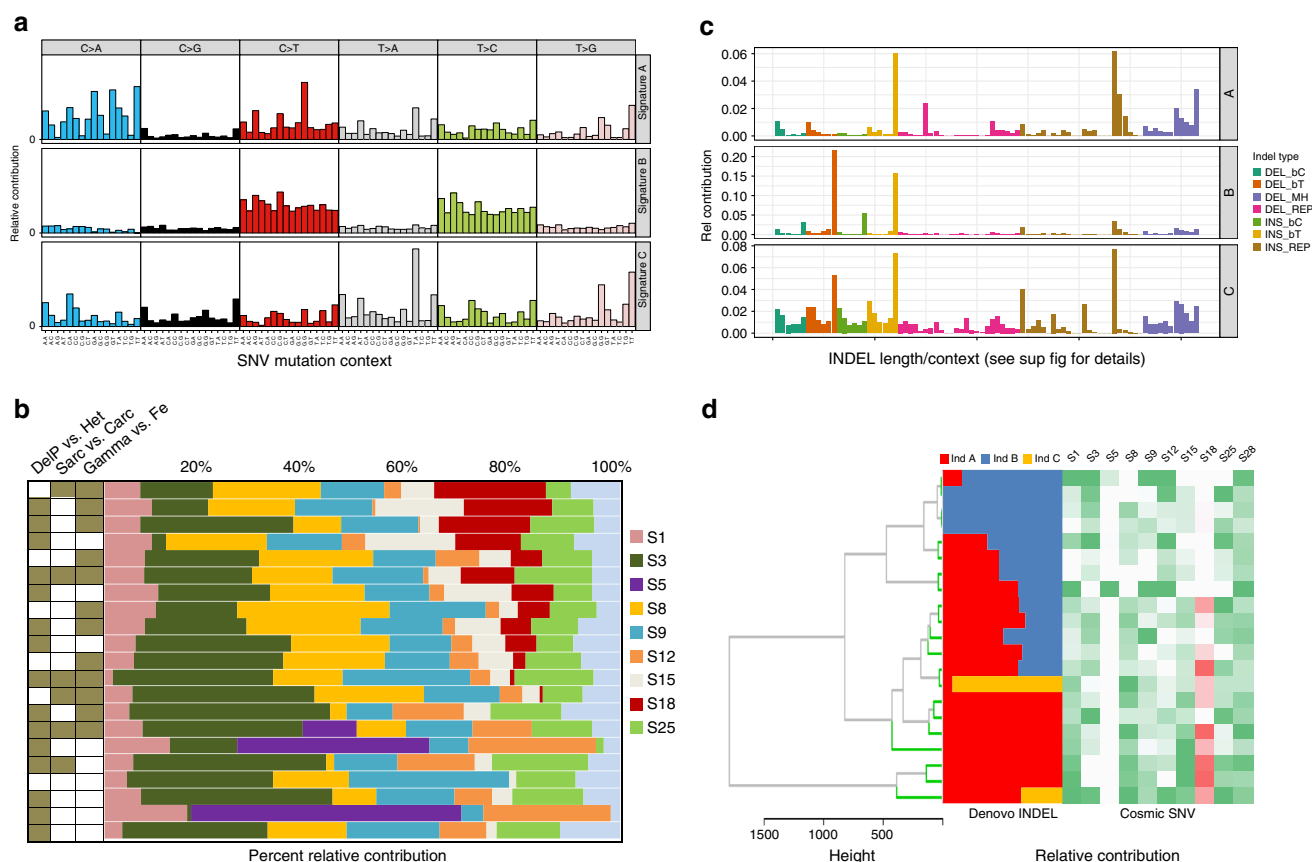 a
C>A C>G C>T T>A T>C T>G
Relative contribution
0
Signature A
0
Signature B
0
Signature C
SNV mutation context
b
DelP vs. Het
Sarc vs. Carc
Gamma vs. Fe
20% 40% 60% 80% 100%
S1
S3
S5
S8
S9
S12
S15
S18
S25
Percent relative contribution
c
Rel contribution
0.06
0.04
0.02
0.00
A
0.20
0.15
0.10
0.05
0.00
B
0.08
0.06
0.04
0.02
0.00
C
INDEL length/context (see sup fig for details)
Indel type
DEL_bC
DEL_bT
DEL_MH
DEL_REP
INS_bC
INS_bT
INS_REP
d
Ind A Ind B Ind C
S1 S3 S5 S8 S9 S12 S15 S18 S25 S28
1500 1000 500
Height
Denovo INDEL Cosmic SNV
Relative contribution